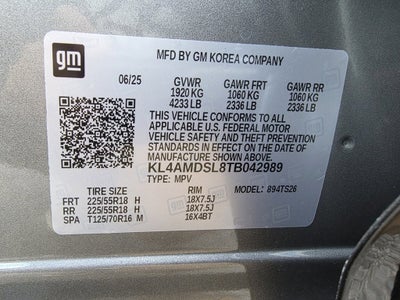 gm
MFD BY GM KOREA COMPANY
06/25 GVWR GAWR FRT GAWR RR
1920 KG 1060 KG 1060 KG
4233 LB 2336 LB 2336 LB
THIS VEHICLE CONFORMS TO ALL
APPLICABLE U.S. FEDERAL MOTOR
VEHICLE SAFETY AND THEFT PREVENTION
STANDARDS IN EFFECT ON THE DATE OF
MANUFACTURE SHOWN ABOVE.
KL4AMDSL8TB042989
TYPE: MPV
TIRE SIZE RIM MODEL: 894TS26
FRT 225/55R18 H 18X7.5J
RR 225/55R18 H 18X7.5J
SPA T125/70R16 M 16X4BT